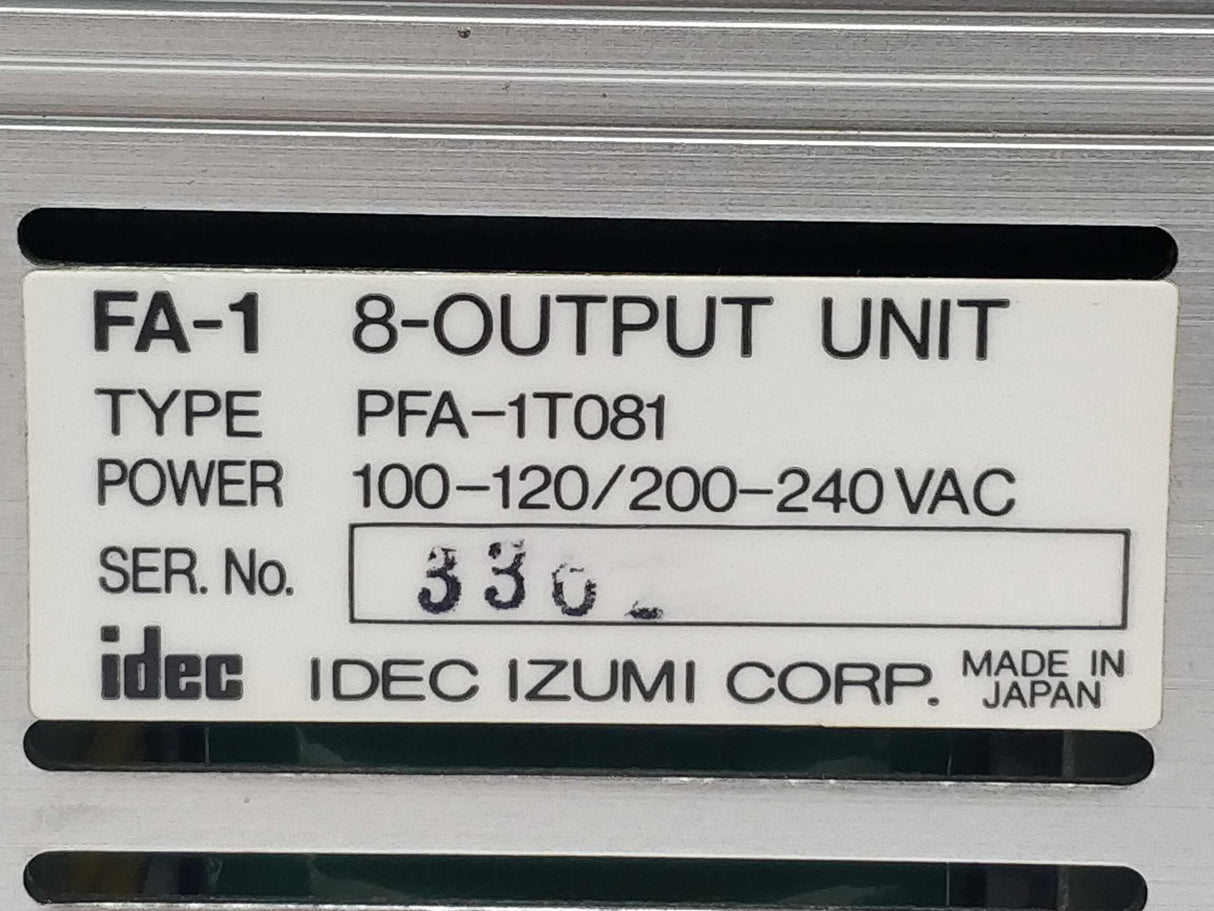 FA-1 8-OUTPUT UNIT
TYPE PFA-1T081
POWER 100-120/200-240 VAC
SER. No.
idec IDEC IZUMI CORP. MADE IN
JAPAN